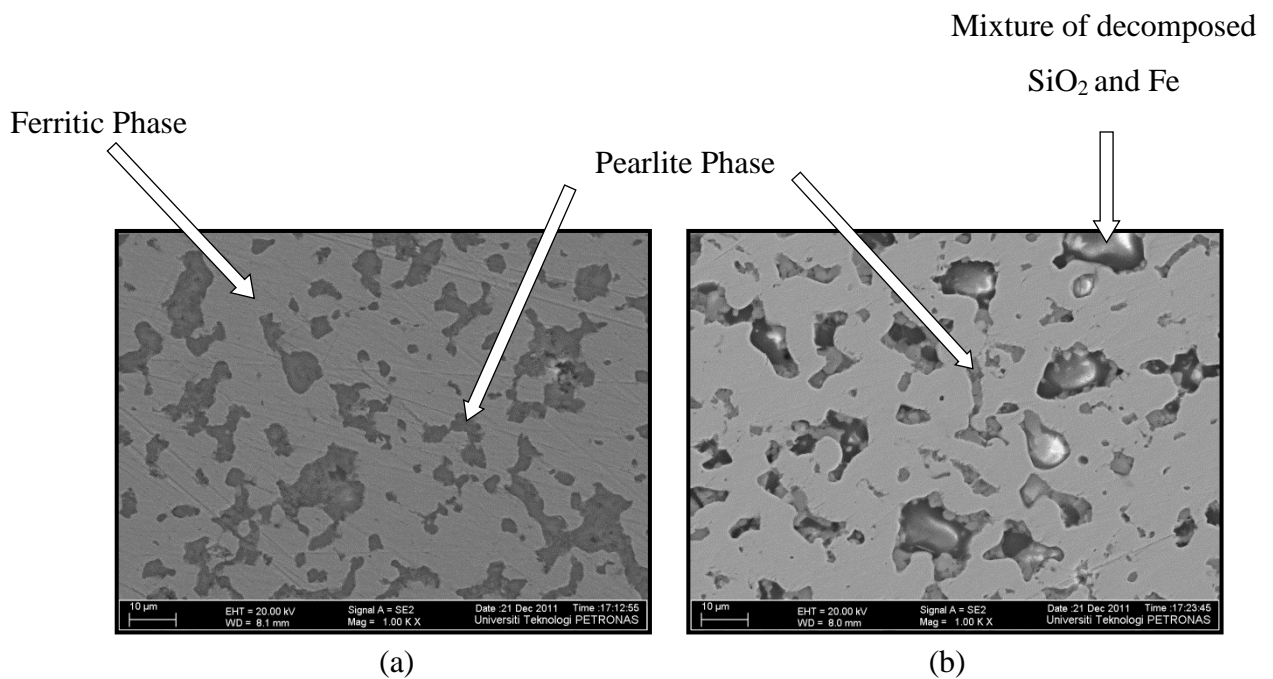 Mixture of decomposed
SiO₂ and Fe
Ferritic Phase
Pearlite Phase
10 µm
EHT = 20.00 kV
WD = 8.1 mm
Signal A = SE2
Mag = 1.00 K X
Date :21 Dec 2011 Time :17:12:55
Universiti Teknologi PETRONAS
10 µm
EHT = 20.00 kV
WD = 8.0 mm
Signal A = SE2
Mag = 1.00 K X
Date :21 Dec 2011 Time :17:23:45
Universiti Teknologi PETRONAS
(a)
(b)